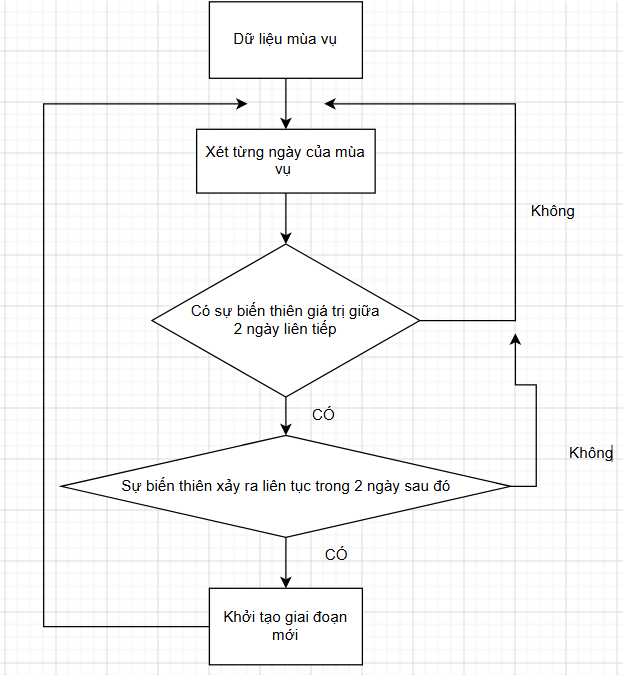 Dữ liệu mùa vụ
Xét từng ngày của mùa
vụ
Không
Có sự biến thiên giá trị giữa
2 ngày liên tiếp
CÓ
Không
Sự biến thiên xảy ra liên tục trong 2 ngày sau đó
CÓ
Khởi tạo giai đoạn
mới